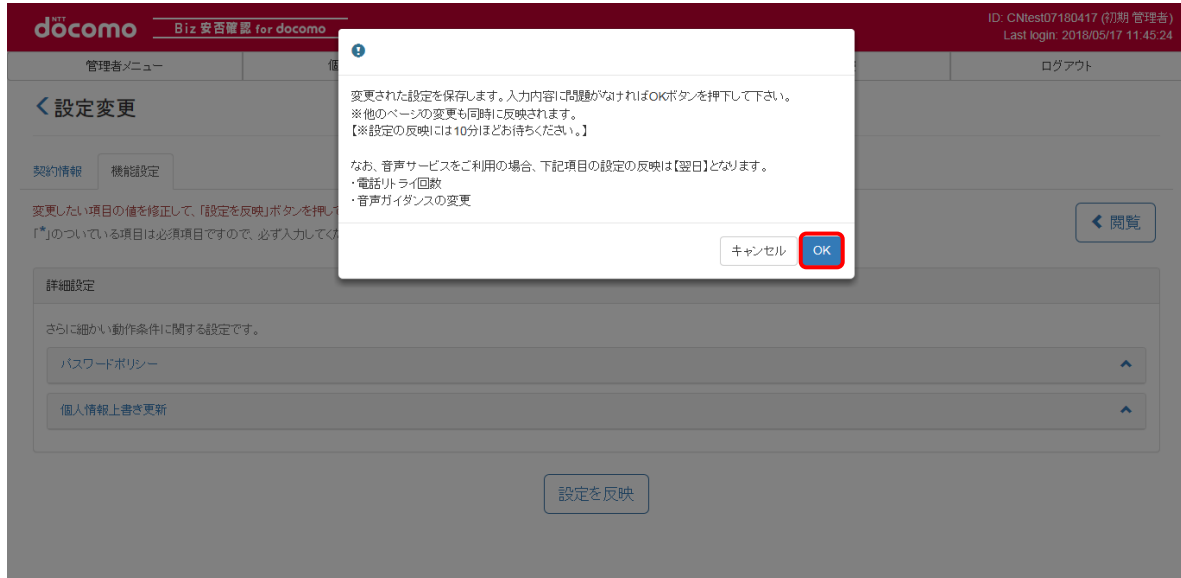 NTT
döcomo Biz 安否確認 for docomo
ID: CNtest07180417 (初期 管理者)
Last login: 2018/05/17 11:45:24
管理者メニュー 個 ログアウト
設定変更
契約情報 機能設定
変更したい項目の値を修正して、「設定を反映」ボタンを押して
「*」のついている項目は必須項目ですので、必ず入力してくだ
閲覧
変更された設定を保存します。入力内容に問題がなければOKボタンを押下して下さい。
※他のページの変更も同時に反映されます。
【※設定の反映には10分ほどお待ちください。】
なお、音声サービスをご利用の場合、下記項目の設定の反映は【翌日】となります。
・電話リトライ回数
・音声ガイダンスの変更
キャンセル OK
詳細設定
さらに細かい動作条件に関する設定です。
パスワードポリシー
個人情報上書き更新
設定を反映